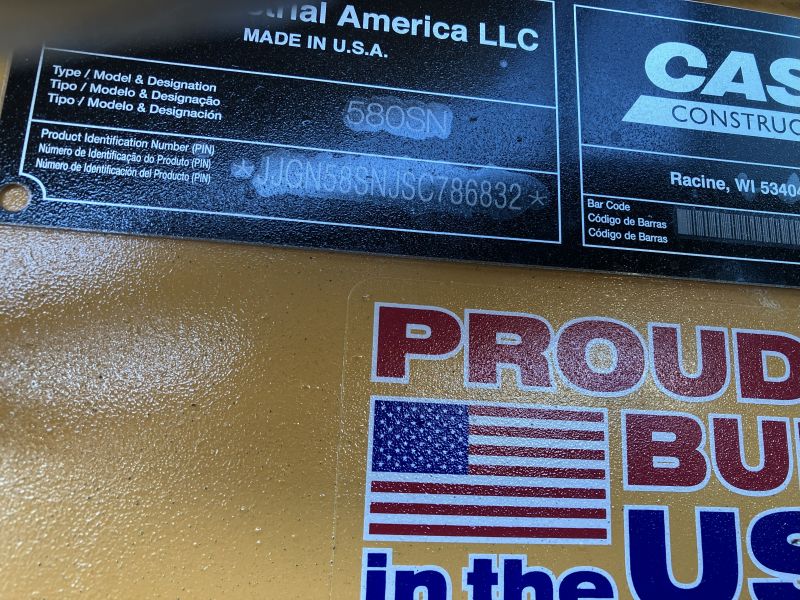 strial America LLC
MADE IN U.S.A.
Type / Model & Designation
Tipo / Modelo & Designação
Tipo / Modelo & Designación
580SN
Product Identification Number (PIN)
Número de Identificação do Produto (PIN)
Número de Identificación del Producto (PIN)
*JJGN58SNJSC786832*
CAS
CONSTRUC
Racine, WI 53404
Bar Code
Código de Barras
Código de Barras
PROUD
BU
in the US